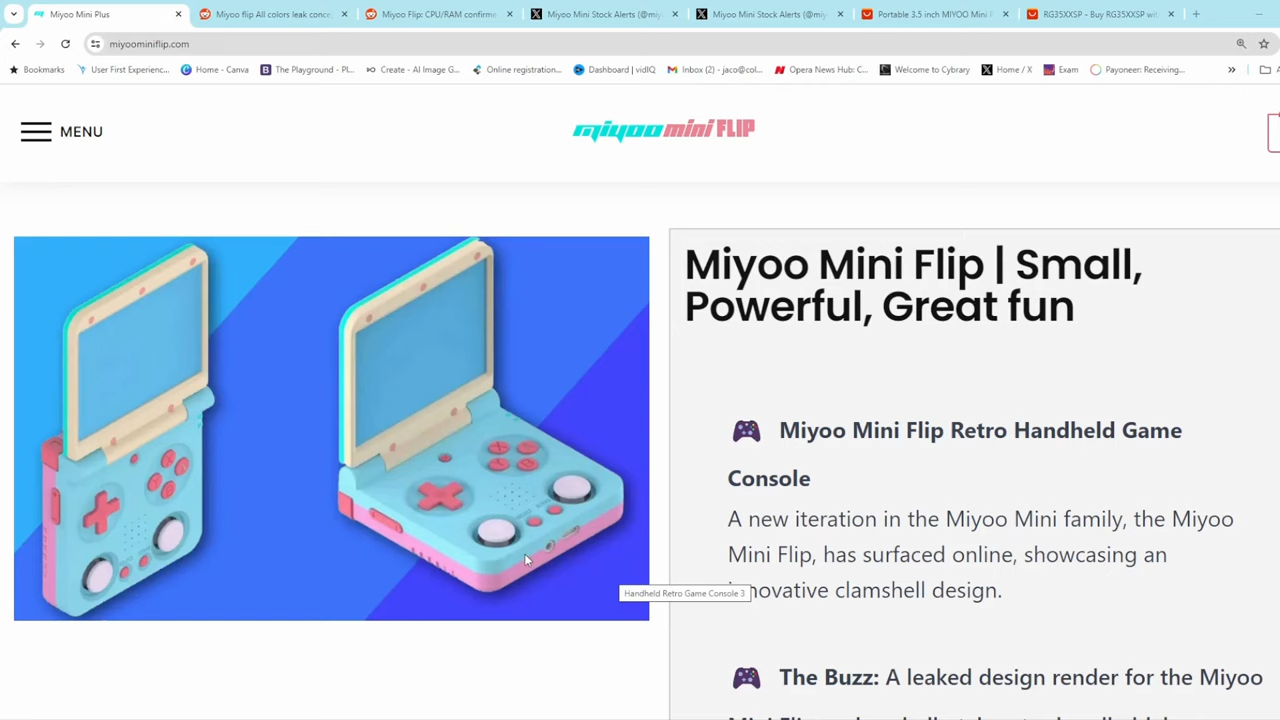 Miyoo Mini Plus
Miyoo flip All colors leak conce
Miyoo Flip: CPU/RAM confirme
Miyoo Mini Stock Alerts (@miy
Miyoo Mini Stock Alerts (@miy
Portable 3.5 inch MIYOO Mini
RG35XXSP - Buy RG35XXSP wit
miyoominiflip.com
Bookmarks
User First Experienc...
Home - Canva
The Playground - Pl...
Create - AI Image G...
Online registration...
Dashboard | vidIQ
Inbox (2) - jaco@col...
Opera News Hub: C...
Welcome to Cybrary
Home / X
Exam
Payoneer: Receiving...
MENU
miyoo mini FLIP
Miyoo Mini Flip | Small,
Powerful, Great fun
Miyoo Mini Flip Retro Handheld Game
Console
A new iteration in the Miyoo Mini family, the Miyoo
Mini Flip, has surfaced online, showcasing an
innovative clamshell design.
Handheld Retro Game Console 3
The Buzz: A leaked design render for the Miyoo